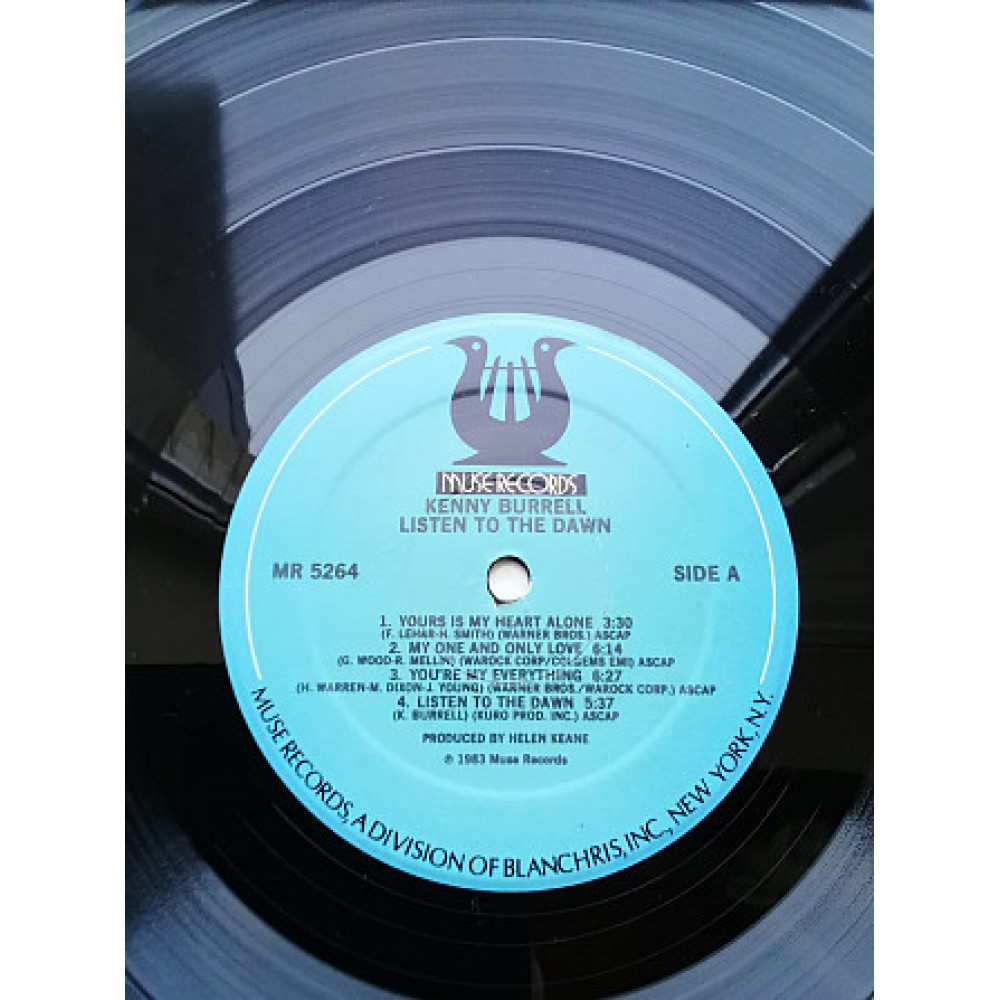 MUSE RECORDS
KENNY BURRELL
LISTEN TO THE DAWN
MR 5264
SIDE A
1. YOURS IS MY HEART ALONE 3:30
(F. LEHAR-H. SMITH) (WARNER BROS.) ASCAP
2. MY ONE AND ONLY LOVE 6:14
(G. WOOD-R. MELLIN) (WAROCK CORP/COLGEMS EMI) ASCAP
3. YOU'RE MY EVERYTHING 6:27
(H. WARREN-M. DIXON-J. YOUNG) (WARNER BROS./WAROCK CORP.) ASCAP
4. LISTEN TO THE DAWN 5:37
(K. BURRELL) (KURO PROD. INC.) ASCAP
PRODUCED BY HELEN KEANE
℗ 1983 Muse Records
MUSE RECORDS, A DIVISION OF BLANCHRIS, INC., NEW YORK, N.Y.